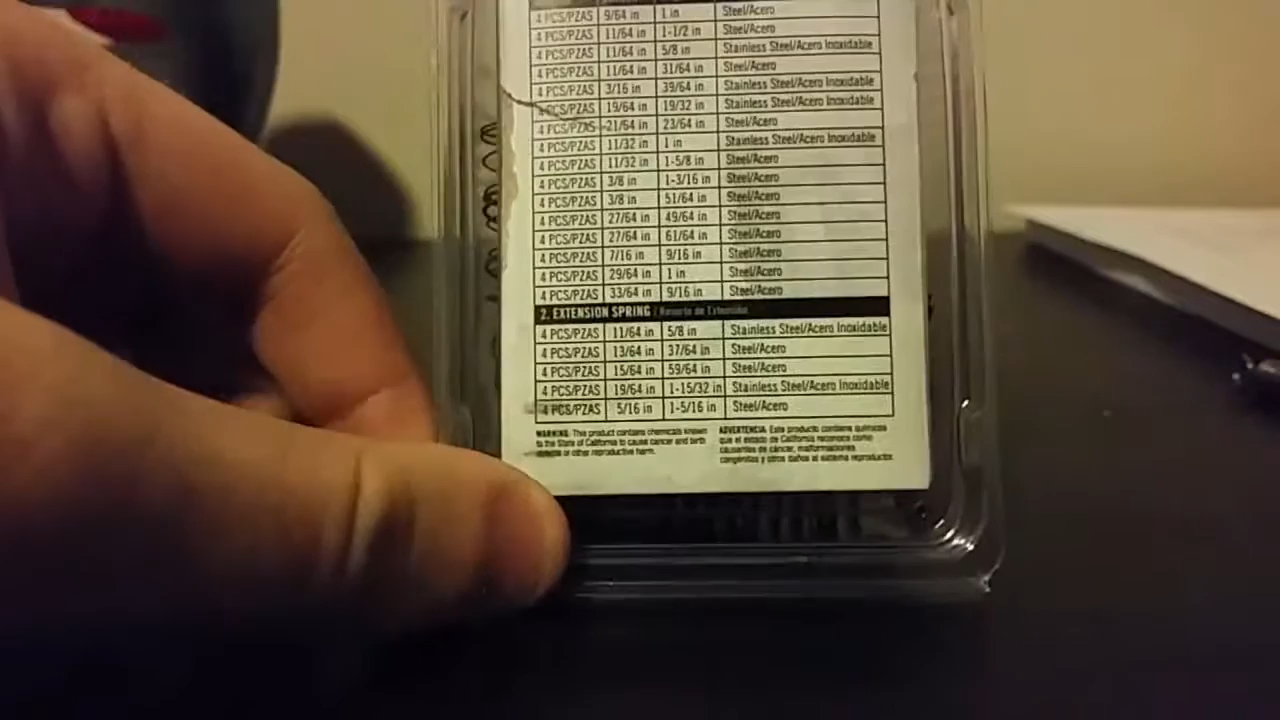 4 PCS/PZAS 9/64 in 1 in Steel/Acero
4 PCS/PZAS 11/64 in 1-1/2 in Steel/Acero
4 PCS/PZAS 11/64 in 5/8 in Stainless Steel/Acero Inoxidable
4 PCS/PZAS 11/64 in 31/64 in Steel/Acero
4 PCS/PZAS 3/16 in 39/64 in Stainless Steel/Acero Inoxidable
4 PCS/PZAS 19/64 in 19/32 in Stainless Steel/Acero Inoxidable
4 PCS/PZAS 21/64 in 23/64 in Steel/Acero
4 PCS/PZAS 11/32 in 1 in Stainless Steel/Acero Inoxidable
4 PCS/PZAS 11/32 in 1-5/8 in Steel/Acero
4 PCS/PZAS 3/8 in 1-3/16 in Steel/Acero
4 PCS/PZAS 3/8 in 51/64 in Steel/Acero
4 PCS/PZAS 27/64 in 49/64 in Steel/Acero
4 PCS/PZAS 27/64 in 61/64 in Steel/Acero
4 PCS/PZAS 7/16 in 9/16 in Steel/Acero
4 PCS/PZAS 29/64 in 1 in Steel/Acero
4 PCS/PZAS 33/64 in 9/16 in Steel/Acero
2. EXTENSION SPRING / Resorte de Extensión
4 PCS/PZAS 11/64 in 5/8 in Stainless Steel/Acero Inoxidable
4 PCS/PZAS 13/64 in 37/64 in Steel/Acero
4 PCS/PZAS 15/64 in 59/64 in Steel/Acero
4 PCS/PZAS 19/64 in 1-15/32 in Stainless Steel/Acero Inoxidable
4 PCS/PZAS 5/16 in 1-5/16 in Steel/Acero
WARNING: This product contains chemicals known
to the State of California to cause cancer and birth
defects or other reproductive harm.
ADVERTENCIA: Este producto contiene químicos
que el estado de California reconoce como
causantes de cáncer, malformaciones
congénitas y otros daños al sistema reproductor.